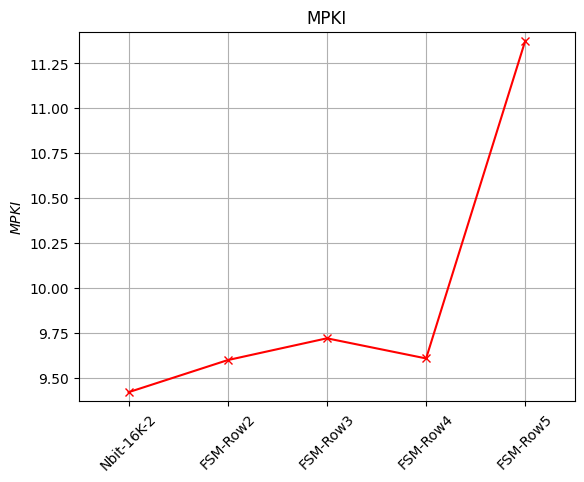 MPKI
11.25
11.00
10.75
10.50
10.25
10.00
9.75
9.50
MPKI
Nbit-16K-2
FSM-Row2
FSM-Row3
FSM-Row4
FSM-Row5